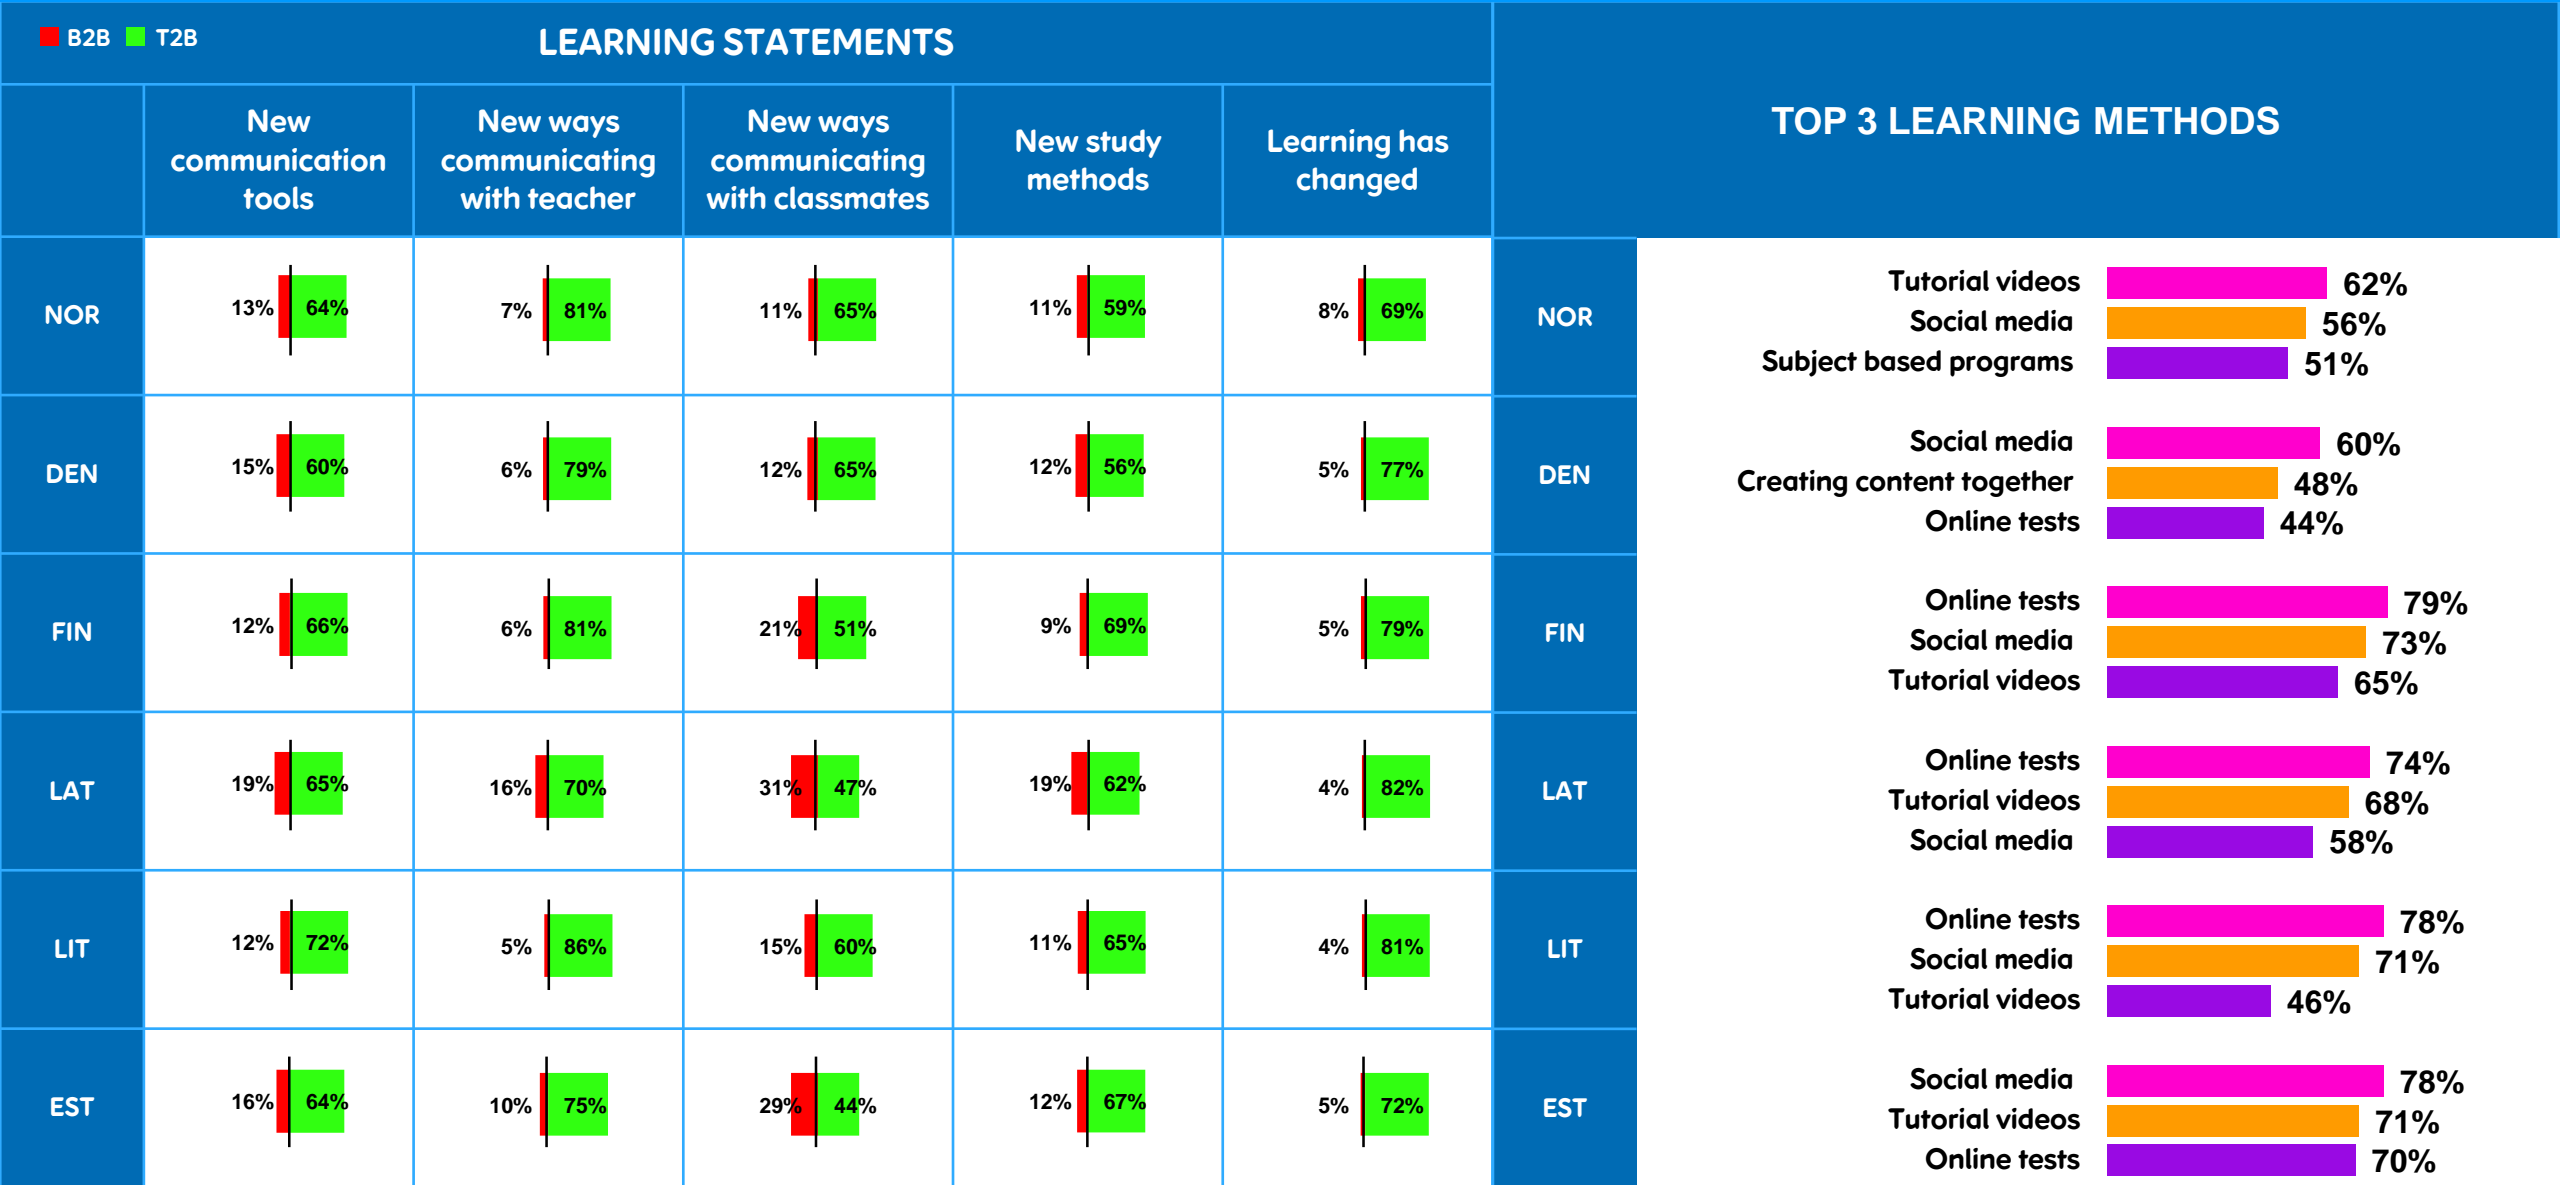 B2B T2B
LEARNING STATEMENTS
TOP 3 LEARNING METHODS
New
communication
tools
New ways
communicating
with teacher
New ways
communicating
with classmates
New study
methods
Learning has
changed
NOR
13% 64%
7% 81%
11% 65%
11% 59%
8% 69%
NOR
Tutorial videos 62%
Social media 56%
Subject based programs 51%
DEN
15% 60%
6% 79%
12% 65%
12% 56%
5% 77%
DEN
Social media 60%
Creating content together 48%
Online tests 44%
FIN
12% 66%
6% 81%
21% 51%
9% 69%
5% 79%
FIN
Online tests 79%
Social media 73%
Tutorial videos 65%
LAT
19% 65%
16% 70%
31% 47%
19% 62%
4% 82%
LAT
Online tests 74%
Tutorial videos 68%
Social media 58%
LIT
12% 72%
5% 86%
15% 60%
11% 65%
4% 81%
LIT
Online tests 78%
Social media 71%
Tutorial videos 46%
EST
16% 64%
10% 75%
29% 44%
12% 67%
5% 72%
EST
Social media 78%
Tutorial videos 71%
Online tests 70%